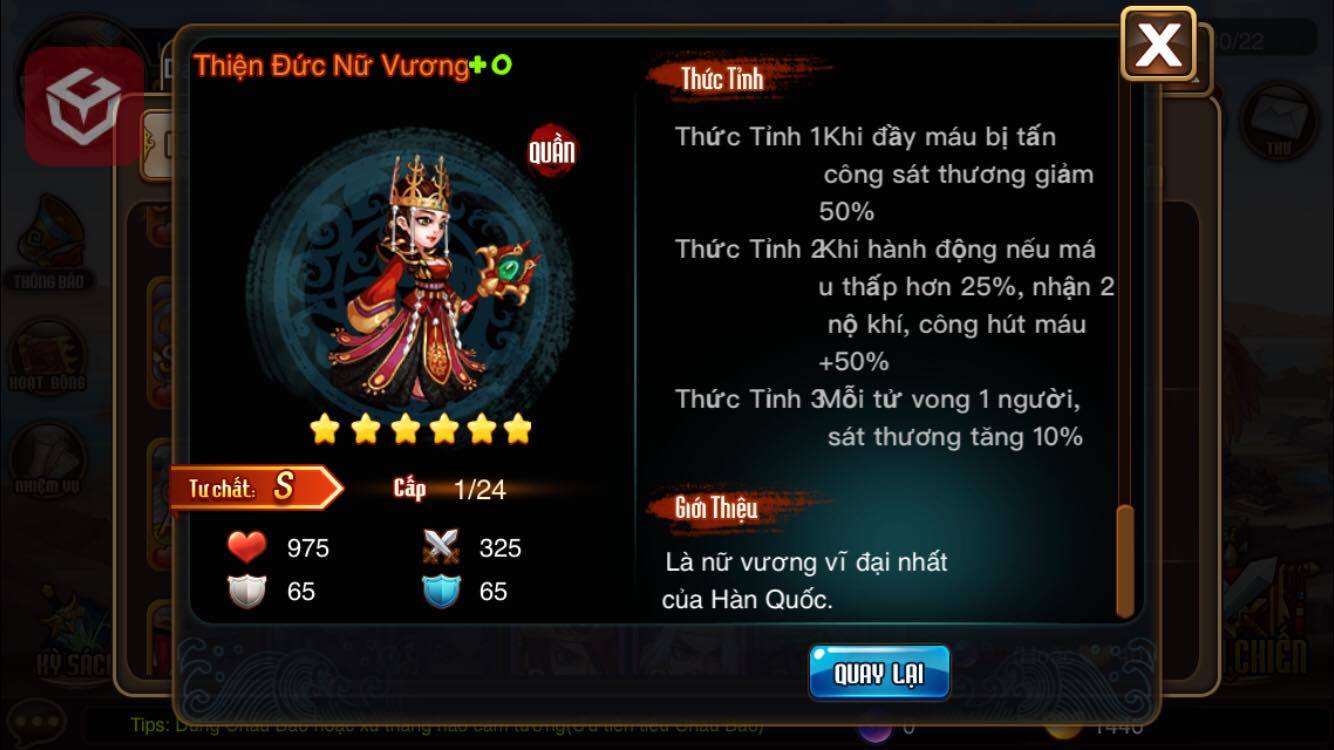 Thiện Đức Nữ Vương+0
QUẦN
Tư chất: S
Cấp 1/24
975
325
65
65
Thức Tỉnh
Thức Tỉnh 1Khi đầy máu bị tấn
công sát thương giảm
50%
Thức Tỉnh 2Khi hành động nếu má
u thấp hơn 25%, nhận 2
nộ khí, công hút máu
+50%
Thức Tỉnh 3Mỗi tử vong 1 người,
sát thương tăng 10%
Giới Thiệu
Là nữ vương vĩ đại nhất
của Hàn Quốc.
X
QUAY LẠI
0/22
THƯ
THÔNG BÁO
HOẠT ĐỘNG
NHIỆM VỤ
CHIẾN
Tips:
0
1440